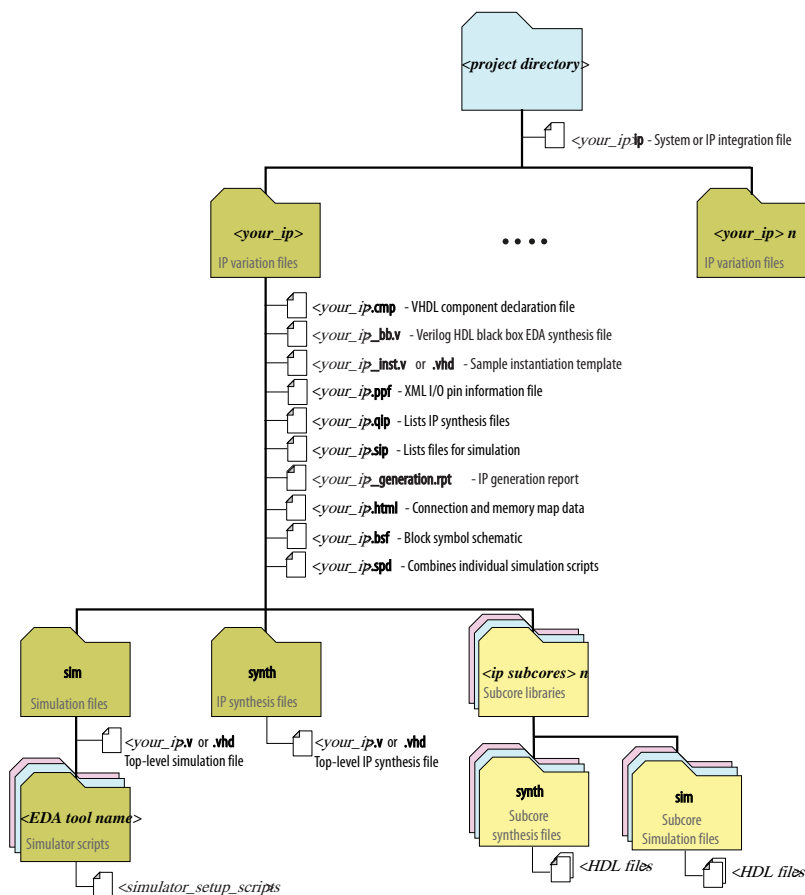 <project directory>
<your_ip>.ip - System or IP integration file
<your_ip>
IP variation files
. . . .
<your_ip> n
IP variation files
<your_ip>.cmp - VHDL component declaration file
<your_ip>_bb.v - Verilog HDL black box EDA synthesis file
<your_ip>_inst.v or .vhd - Sample instantiation template
<your_ip>.ppf - XML I/O pin information file
<your_ip>.qip - Lists IP synthesis files
<your_ip>.sip - Lists files for simulation
<your_ip>_generation.rpt - IP generation report
<your_ip>.html - Connection and memory map data
<your_ip>.bsf - Block symbol schematic
<your_ip>.spd - Combines individual simulation scripts
sim
Simulation files
<your_ip>.v or .vhd
Top-level simulation file
<EDA tool name>
Simulator scripts
<simulator_setup_scripts>
synth
IP synthesis files
<your_ip>.v or .vhd
Top-level IP synthesis file
<ip subcores> n
Subcore libraries
synth
Subcore
synthesis files
<HDL files>
sim
Subcore
Simulation files
<HDL files>